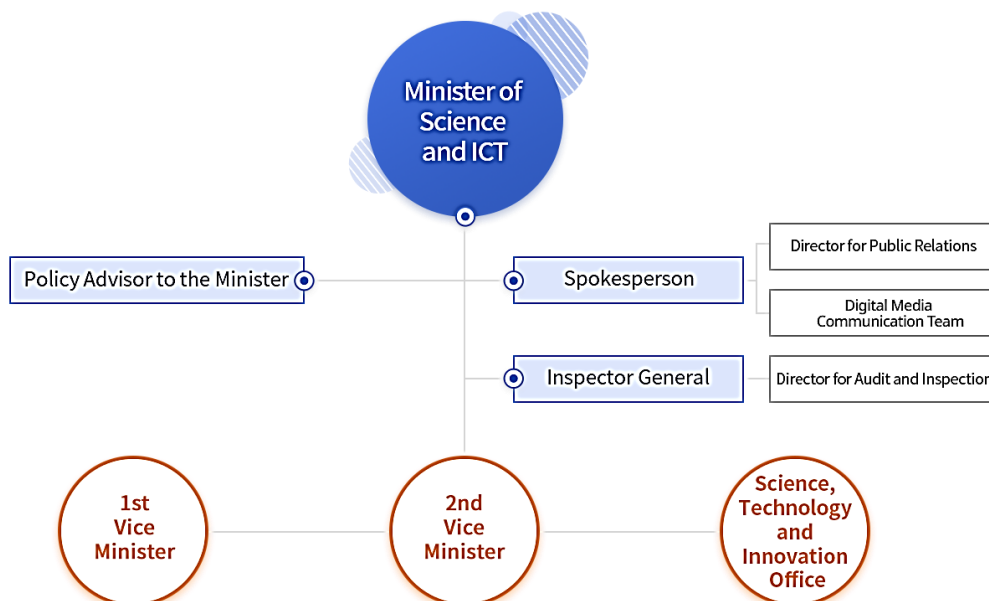 Minister of
Science
and ICT
Policy Advisor to the Minister
Spokesperson
Director for Public Relations
Digital Media
Communication Team
Inspector General
Director for Audit and Inspection
1st
Vice
Minister
2nd
Vice
Minister
Science,
Technology
and
Innovation
Office